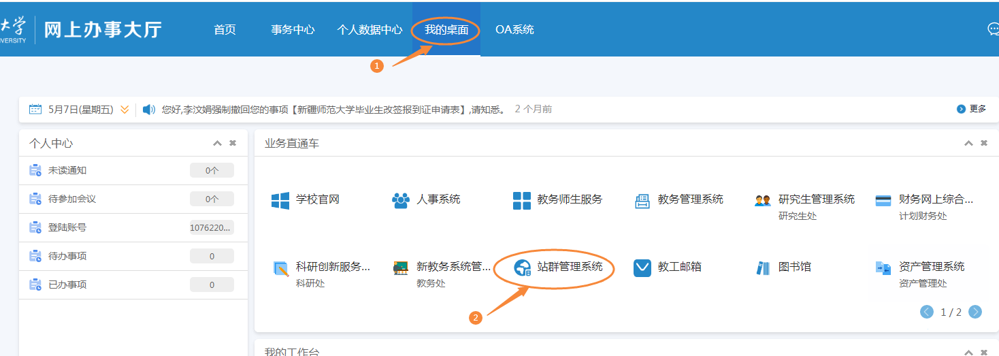 大学 网上办事大厅 首页 事务中心 个人数据中心 我的桌面 OA系统
VERSITY
1
5月7日(星期五) 您好,李汶娟强制撤回您的事项【新疆师范大学毕业生改签报到证申请表】,请知悉。 2 个月前 更多
个人中心
未读通知 0个
待参加会议 0个
登陆账号 1076220...
待办事项 0
已办事项 0
业务直通车
学校官网 人事系统 教务师生服务 教务管理系统 研究生管理系统 财务网上综合...
研究生处 计划财务处
科研创新服务... 新教务系统管... 站群管理系统 教工邮箱 图书馆 资产管理系统
科研处 教务处 资产管理处
2
1 / 2
我的工作台